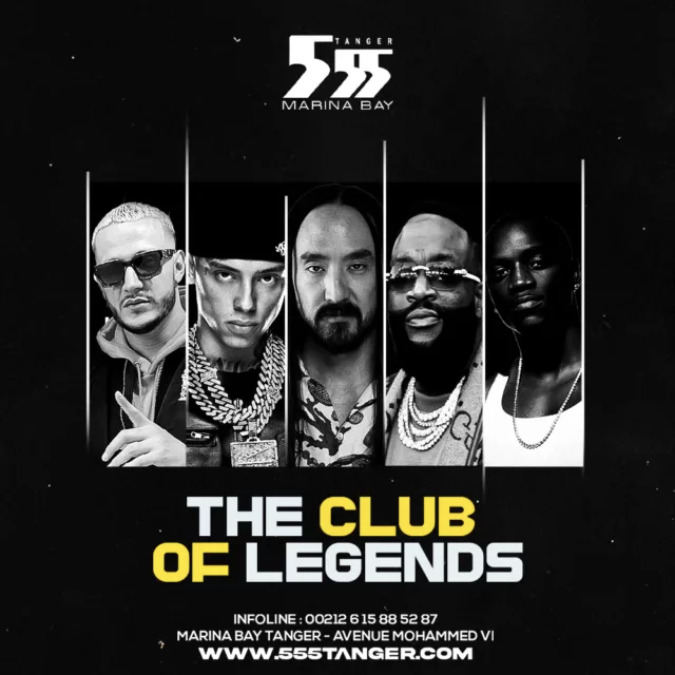 TANGER
555
MARINA BAY
THE CLUB
OF LEGENDS
INFOLINE : 00212 6 15 88 52 87
MARINA BAY TANGER - AVENUE MOHAMMED VI
WWW.555TANGER.COM